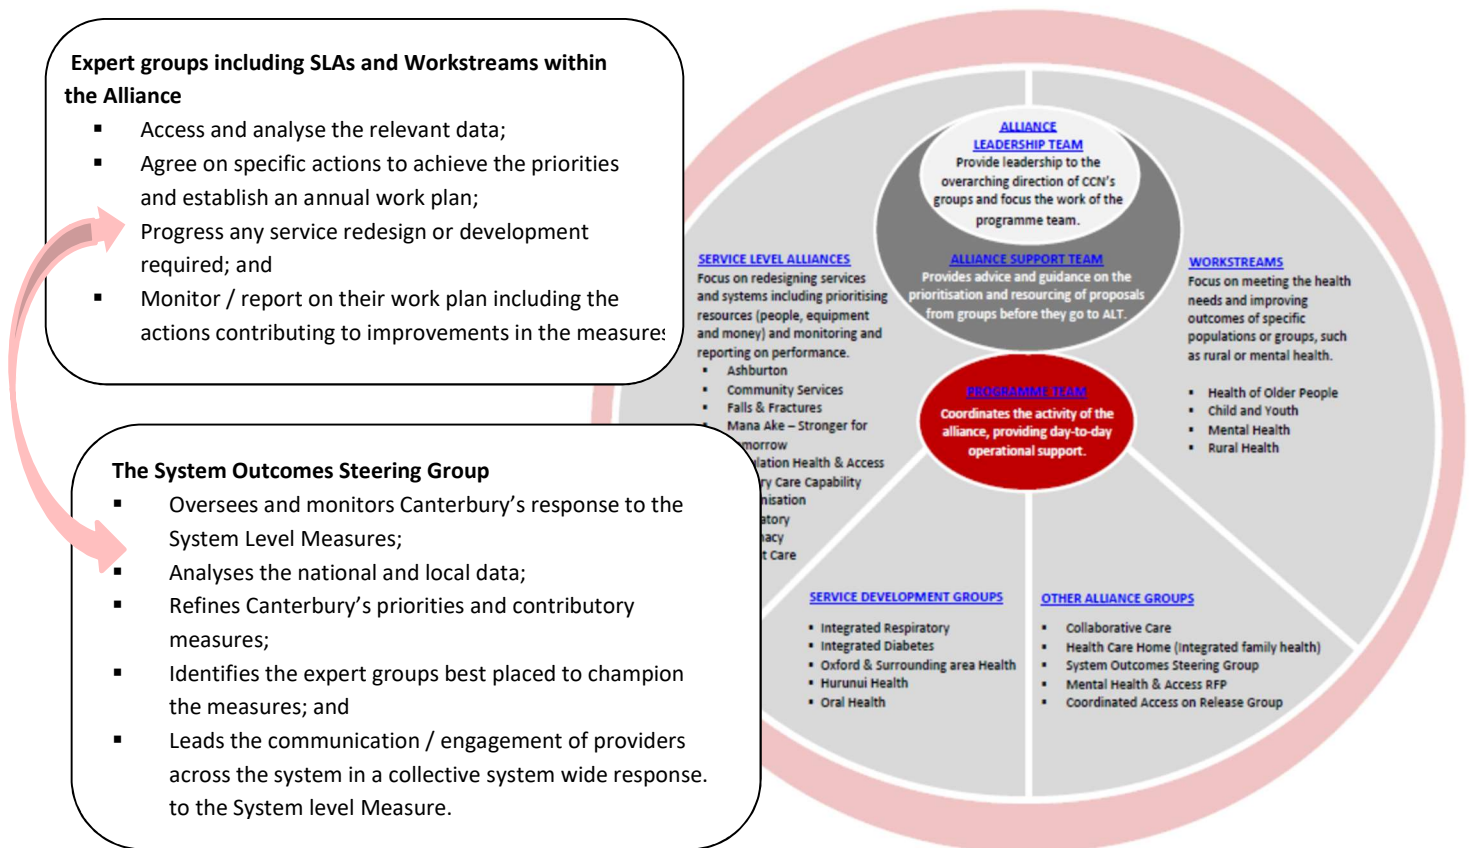 Expert groups including SLAs and Workstreams within
the Alliance
▪ Access and analyse the relevant data;
▪ Agree on specific actions to achieve the priorities
and establish an annual work plan;
▪ Progress any service redesign or development
required; and
▪ Monitor / report on their work plan including the
actions contributing to improvements in the measures
The System Outcomes Steering Group
▪ Oversees and monitors Canterbury’s response to the
System Level Measures;
▪ Analyses the national and local data;
▪ Refines Canterbury’s priorities and contributory
measures;
▪ Identifies the expert groups best placed to champion
the measures; and
▪ Leads the communication / engagement of providers
across the system in a collective system wide response.
to the System level Measure.
ALLIANCE
LEADERSHIP TEAM
Provide leadership to the
overarching direction of CCN’s
groups and focus the work of the
programme team.
ALLIANCE SUPPORT TEAM
Provides advice and guidance on the
prioritisation and resourcing of proposals
from groups before they go to ALT.
PROGRAMME TEAM
Coordinates the activity of the
alliance, providing day-to-day
operational support.
SERVICE LEVEL ALLIANCES
Focus on redesigning services
and systems including prioritising
resources (people, equipment
and money) and monitoring and
reporting on performance.
▪ Ashburton
▪ Community Services
▪ Falls & Fractures
▪ Mana Ake – Stronger for
morrow
lation Health & Access
ry Care Capability
nisation
atory
acy
t Care
WORKSTREAMS
Focus on meeting the health
needs and improving
outcomes of specific
populations or groups, such
as rural or mental health.
▪ Health of Older People
▪ Child and Youth
▪ Mental Health
▪ Rural Health
SERVICE DEVELOPMENT GROUPS
▪ Integrated Respiratory
▪ Integrated Diabetes
▪ Oxford & Surrounding area Health
▪ Hurunui Health
▪ Oral Health
OTHER ALLIANCE GROUPS
▪ Collaborative Care
▪ Health Care Home (Integrated family health)
▪ System Outcomes Steering Group
▪ Mental Health & Access RFP
▪ Coordinated Access on Release Group